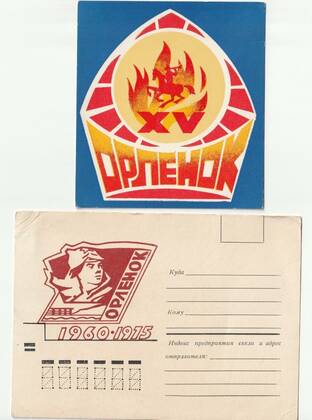 XV
ОРЛЕНОК
ОРЛЕНОК
1960·1975
Куда
Кому
Индекс предприятия связи и адрес
отправителя: